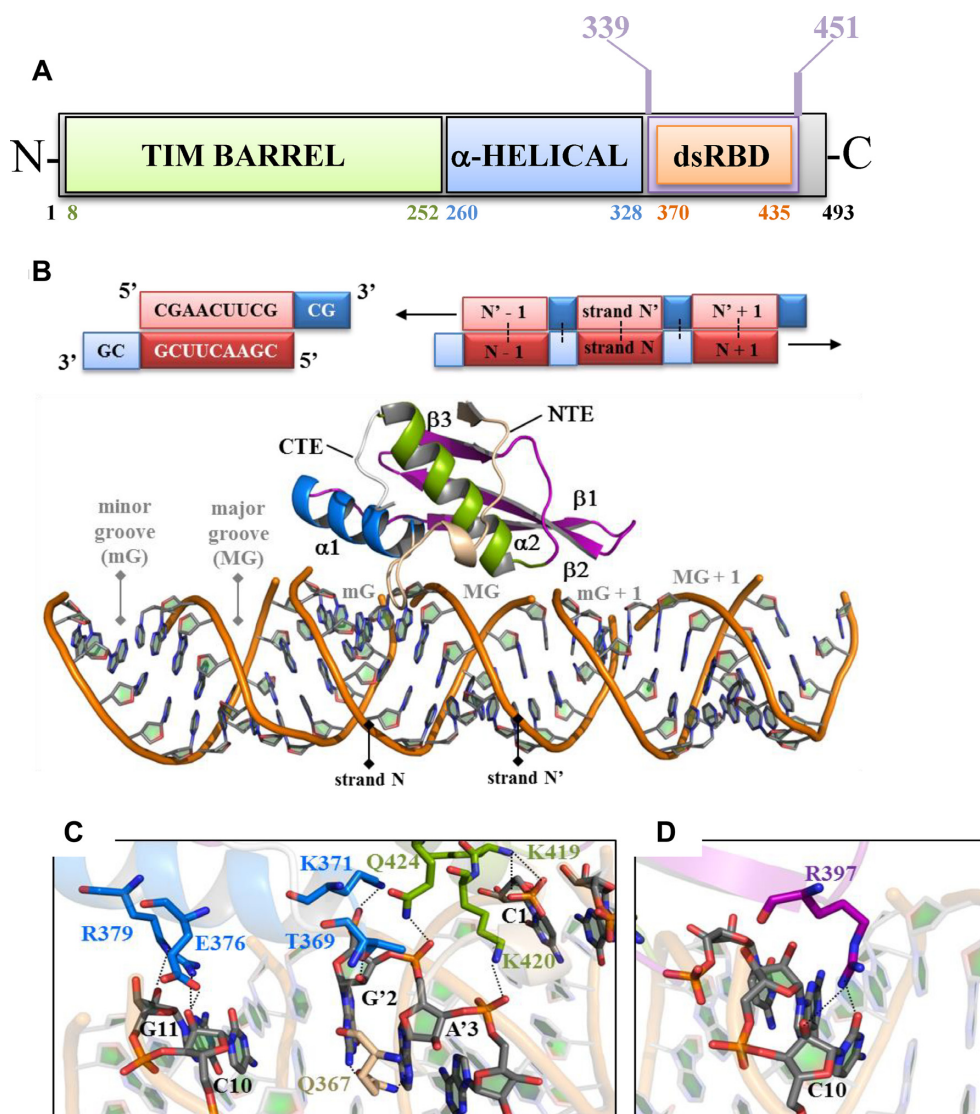 339 451
A
N- TIM BARREL α-HELICAL dsRBD -C
1 8 252 260 328 370 435 493
B
5’ 3’
CGAACUUCG CG
GC GCUUCAAGC
3’ 5’
N’ - 1 strand N’ N’ + 1
N - 1 strand N N + 1
β3 NTE
CTE
β1
minor groove (mG)
major groove (MG)
α1 α2
β2
mG MG mG + 1 MG + 1
strand N strand N’
C D
K371 Q424 K419
R379 E376 T369 C1
K420
G11 G’2 A’3
C10 Q367
R397
C10